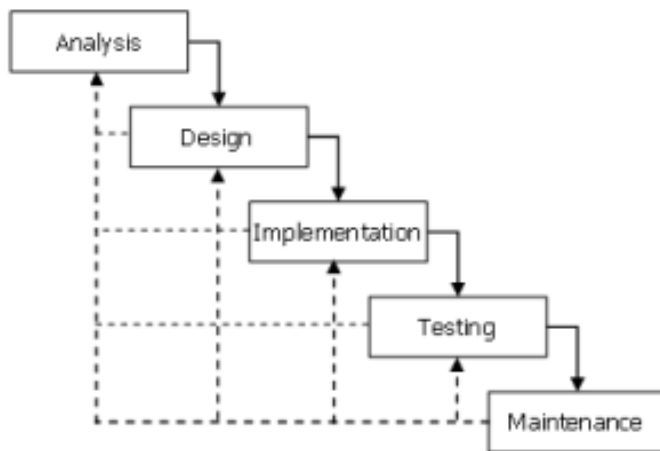 Analysis
Design
Implementation
Testing
Maintenance